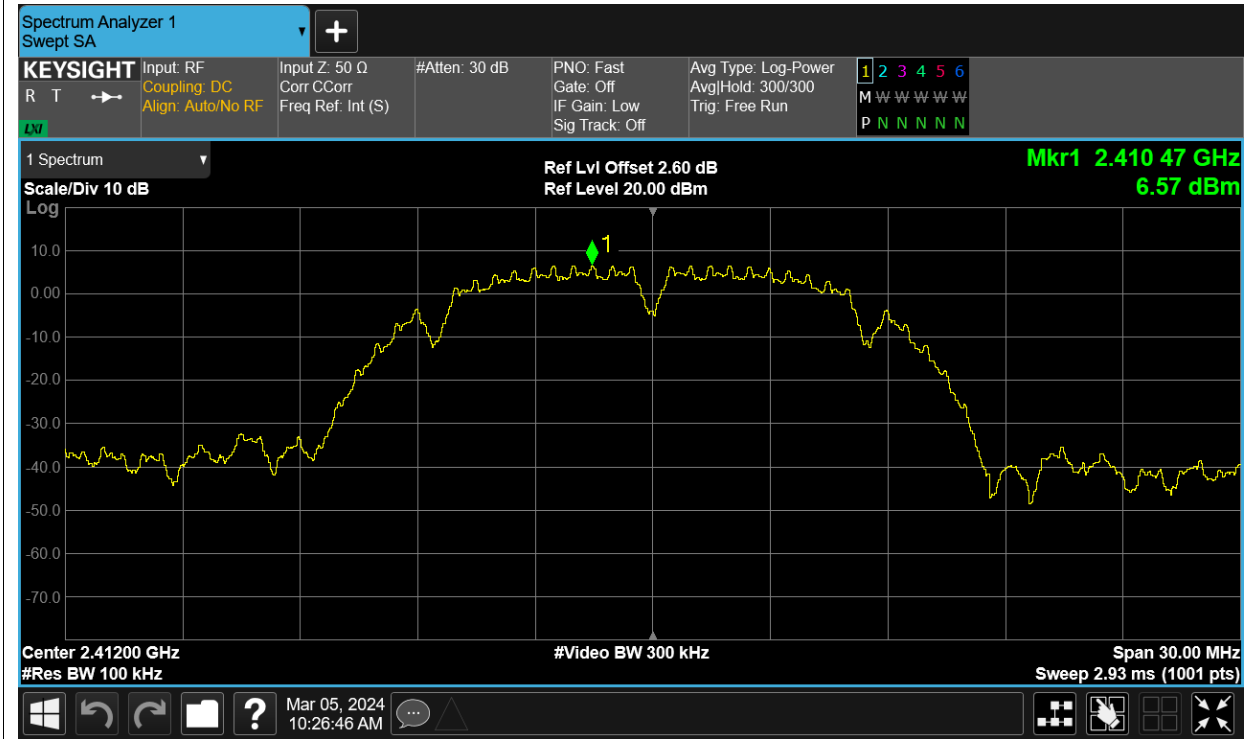 Spectrum Analyzer 1
Swept SA
KEYSIGHT
R T
LXI
Input: RF
Coupling: DC
Align: Auto/No RF
Input Z: 50 Ω
Corr CCorr
Freq Ref: Int (S)
#Atten: 30 dB
PNO: Fast
Gate: Off
IF Gain: Low
Sig Track: Off
Avg Type: Log-Power
Avg|Hold: 300/300
Trig: Free Run
1 2 3 4 5 6
M W W W W W
P N N N N N
1 Spectrum
Scale/Div 10 dB
Log
Ref Lvl Offset 2.60 dB
Ref Level 20.00 dBm
Mkr1 2.410 47 GHz
6.57 dBm
1
10.0
0.00
-10.0
-20.0
-30.0
-40.0
-50.0
-60.0
-70.0
Center 2.41200 GHz
#Res BW 100 kHz
#Video BW 300 kHz
Span 30.00 MHz
Sweep 2.93 ms (1001 pts)
?
Mar 05, 2024
10:26:46 AM